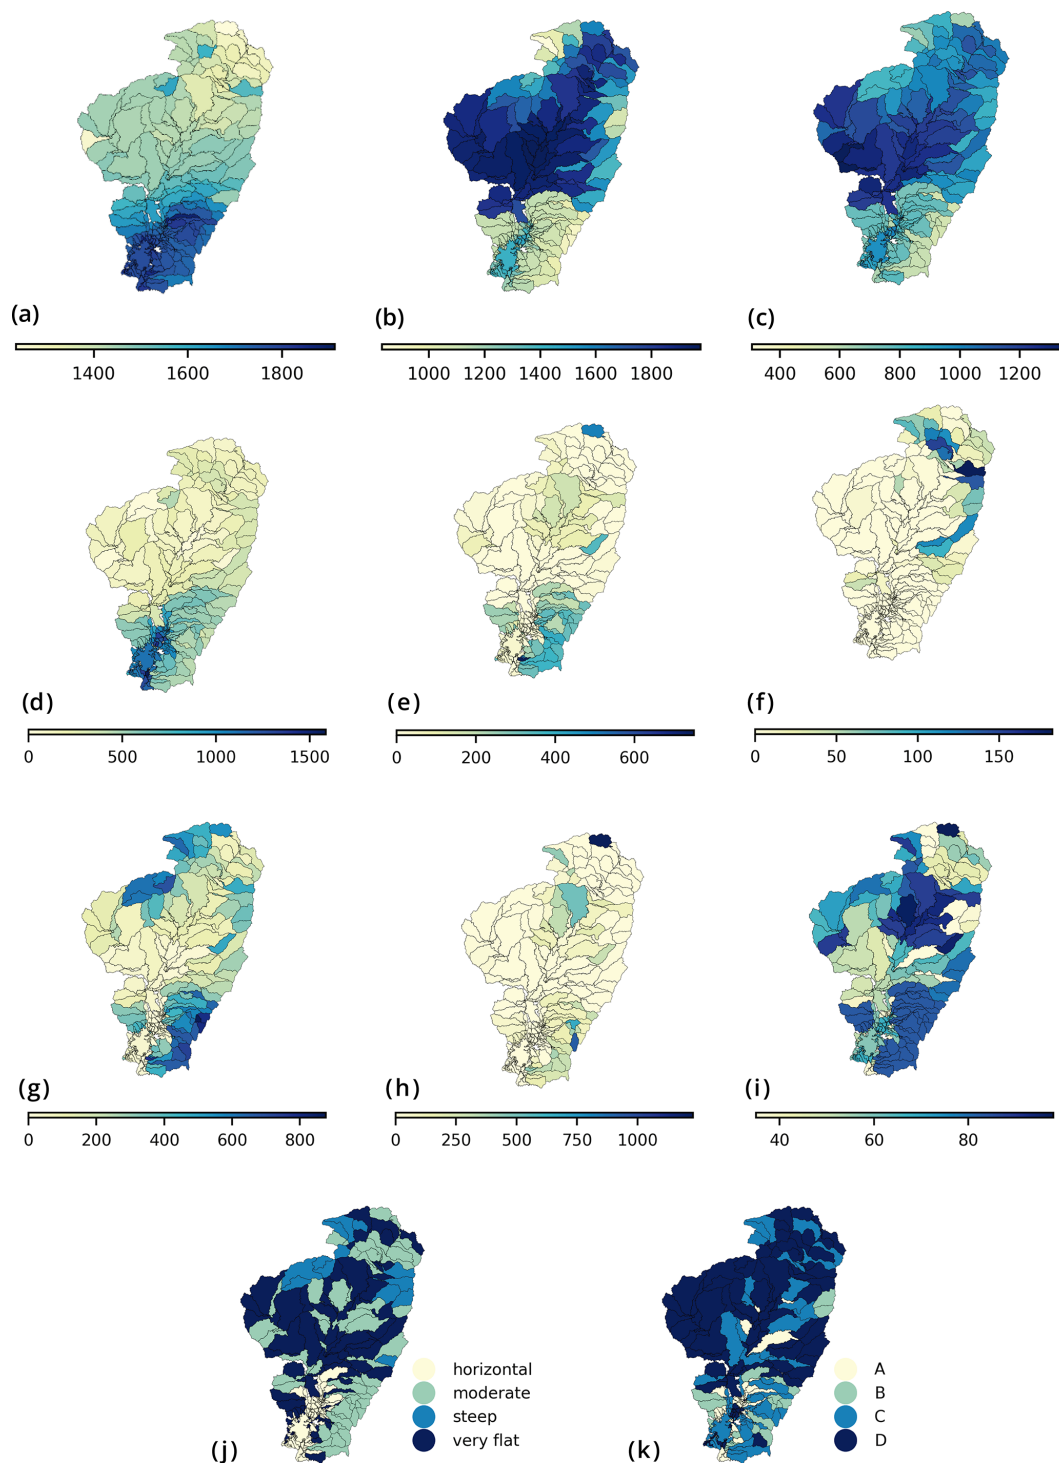 (a) (b) (c)
1400 1600 1800 1000 1200 1400 1600 1800 400 600 800 1000 1200
(d) (e) (f)
0 500 1000 1500 0 200 400 600 0 50 100 150
(g) (h) (i)
0 200 400 600 800 0 250 500 750 1000 40 60 80
horizontal A
moderate B
steep C
very flat D
(j) (k)